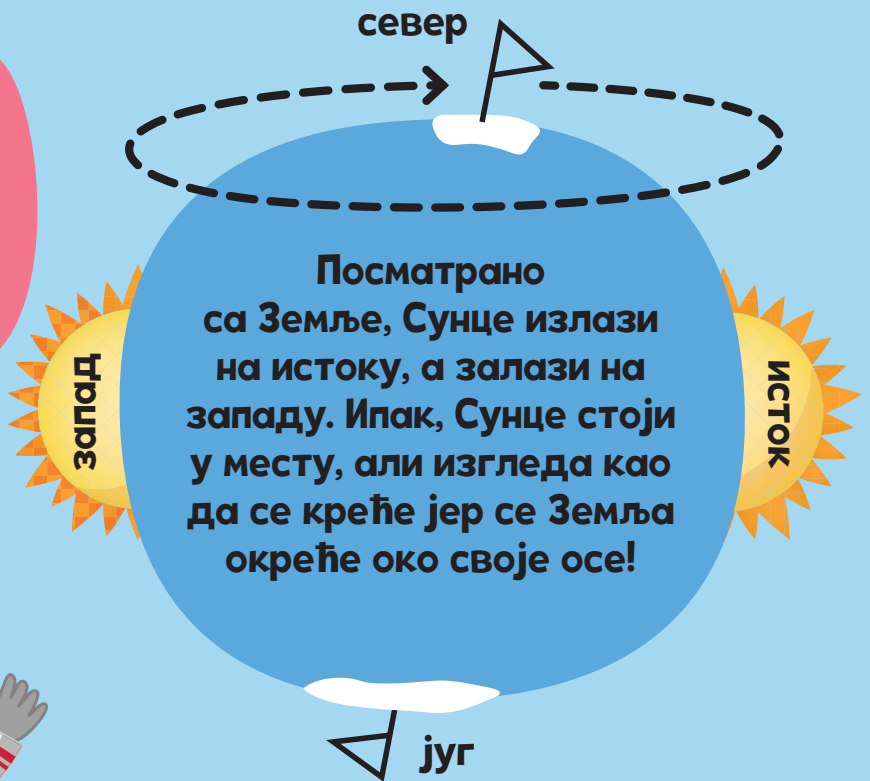 север
Посматрано
са Земље, Сунце излази
на истоку, а залази на
западу. Ипак, Сунце стоји
у месту, али изгледа као
да се креће јер се Земља
окреће око своје осе!
запад
исток
југ